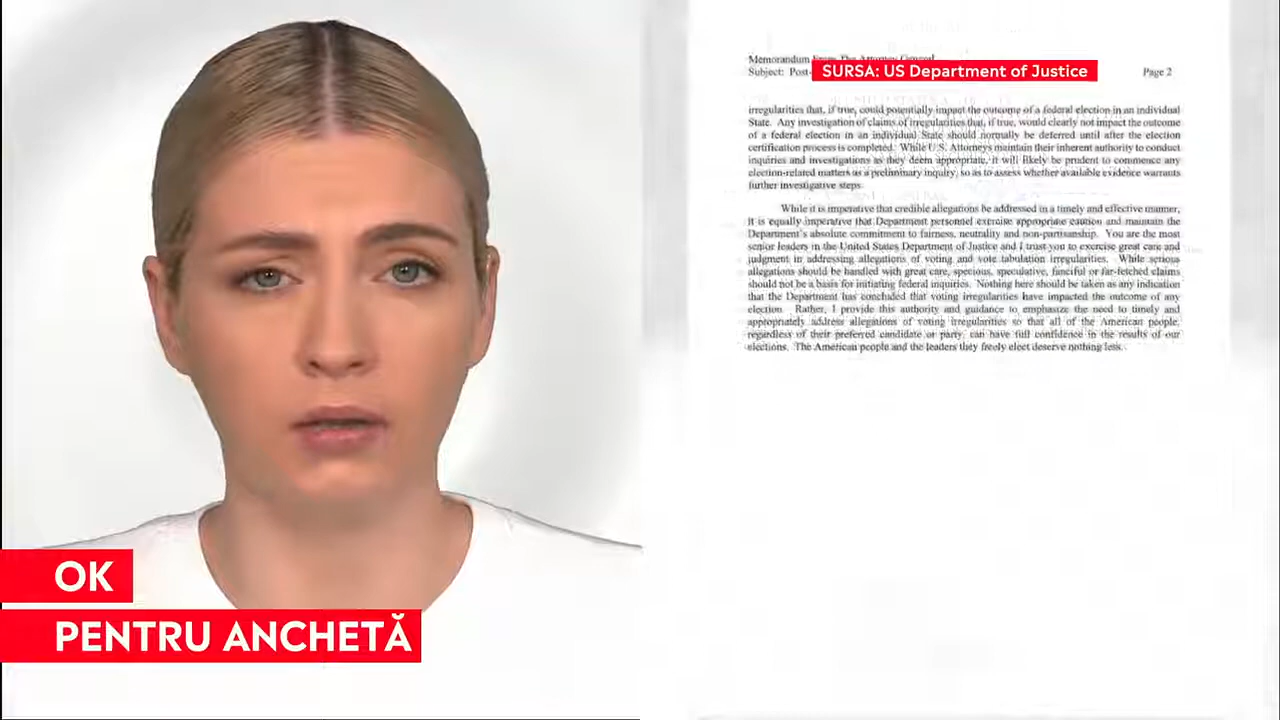 OK
PENTRU ANCHETĂ
SURSA: US Department of Justice
Memorandum From The Attorney General
Subject: Post-
Page 2
irregularities that, if true, could potentially impact the outcome of a federal election in an individual
State. Any investigation of claims of irregularities that, if true, would clearly not impact the outcome
of a federal election in an individual State should normally be deferred until after the election
certification process is completed. While U.S. Attorneys maintain their inherent authority to conduct
inquiries and investigations as they deem appropriate, it will likely be prudent to commence any
election-related matters as a preliminary inquiry, so as to assess whether available evidence warrants
further investigative steps.
While it is imperative that credible allegations be addressed in a timely and effective manner,
it is equally imperative that Department personnel exercise appropriate caution and maintain the
Department's absolute commitment to fairness, neutrality and non-partisanship. You are the most
senior leaders in the United States Department of Justice and I trust you to exercise great care and
judgment in addressing allegations of voting and vote tabulation irregularities. While serious
allegations should be handled with great care, specious, speculative, fanciful or far-fetched claims
should not be a basis for initiating federal inquiries. Nothing here should be taken as any indication
that the Department has concluded that voting irregularities have impacted the outcome of any
election. Rather, I provide this authority and guidance to emphasize the need to timely and
appropriately address allegations of voting irregularities so that all of the American people,
regardless of their preferred candidate or party, can have full confidence in the results of our
elections. The American people and the leaders they freely elect deserve nothing less.